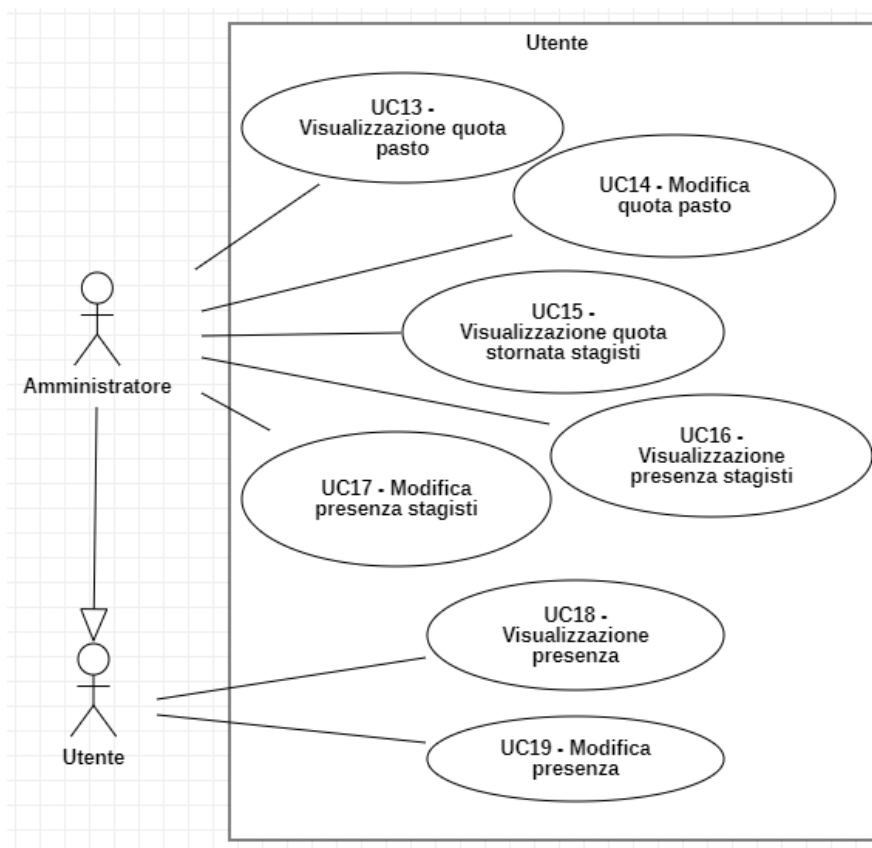 Utente
UC13 -
Visualizzazione quota
pasto
UC14 - Modifica
quota pasto
UC15 -
Visualizzazione quota
stornata stagisti
Amministratore
UC16 -
Visualizzazione
presenza stagisti
UC17 - Modifica
presenza stagisti
UC18 -
Visualizzazione
presenza
Utente
UC19 - Modifica
presenza